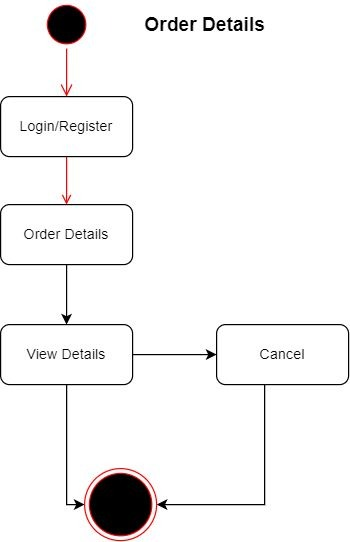 Order Details
Login/Register
Order Details
View Details
Cancel